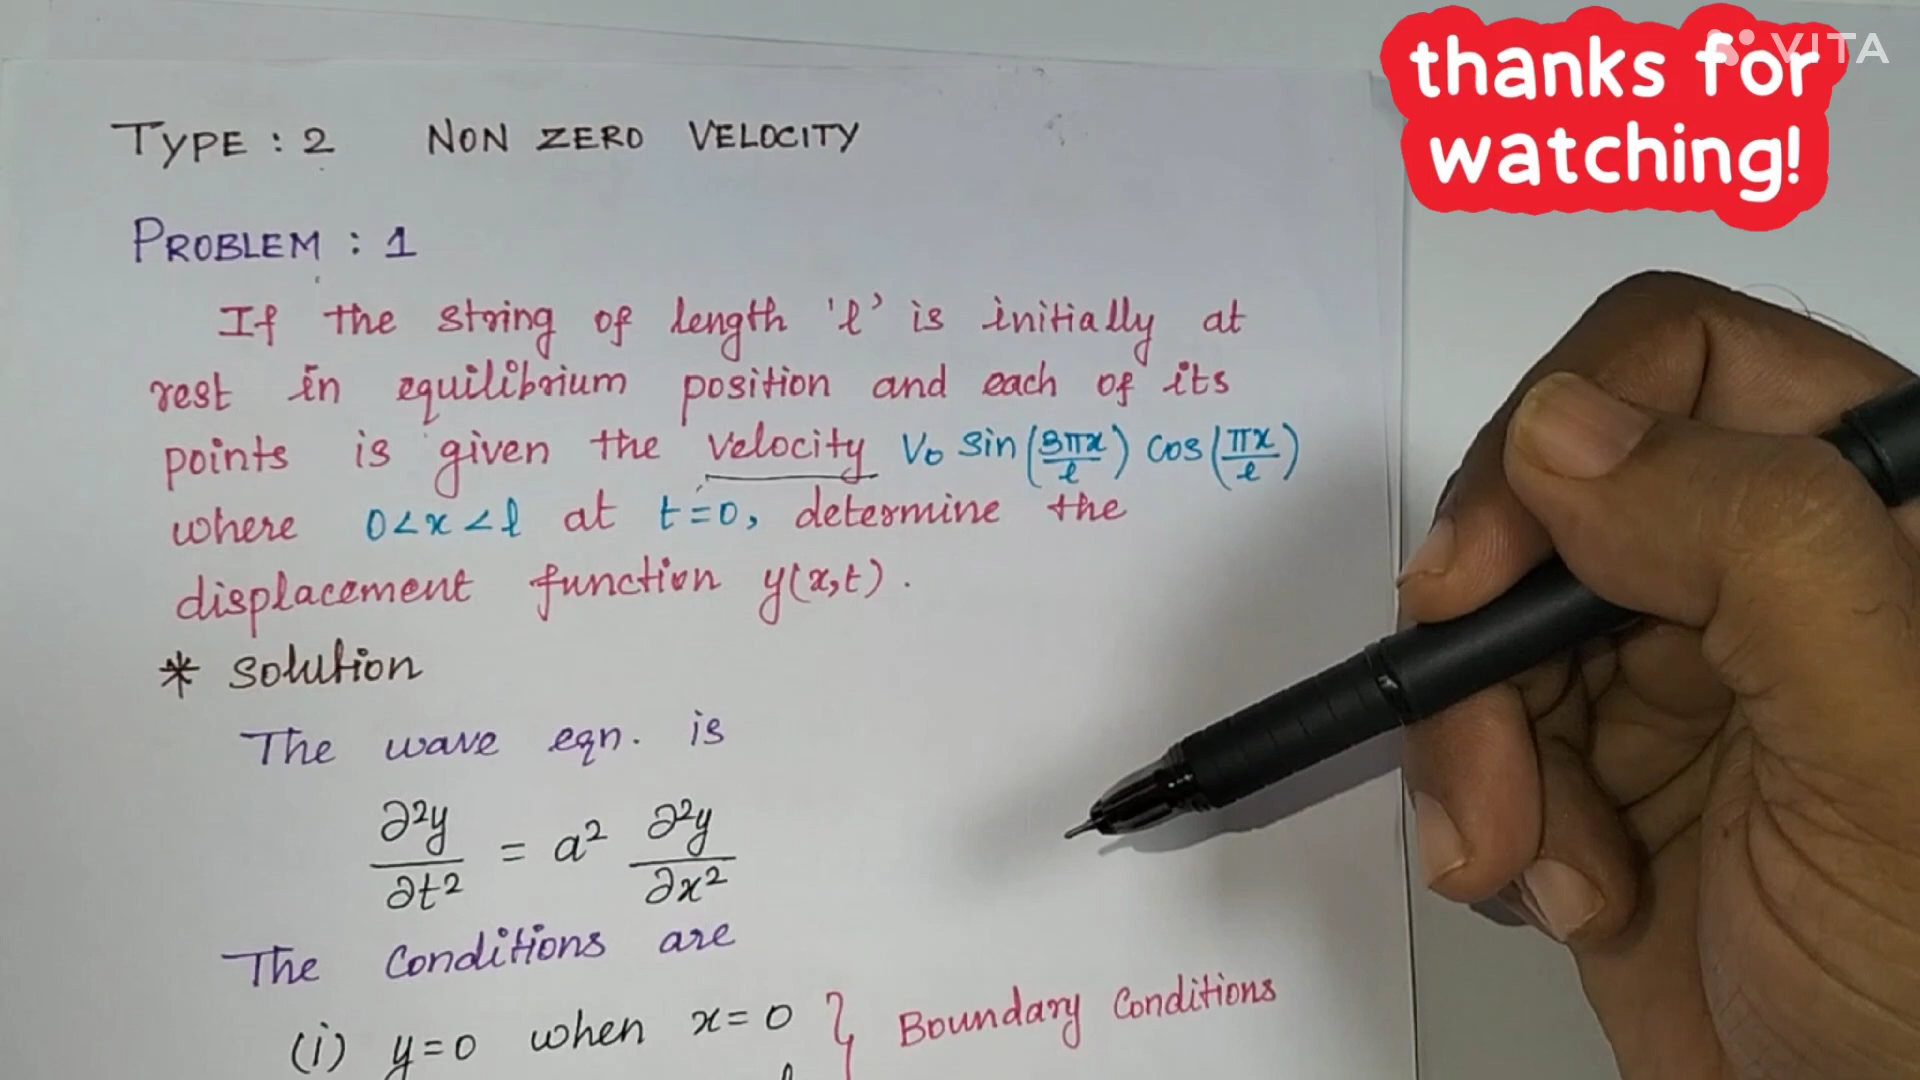 thanks for
watching!
VITA
TYPE : 2 NON ZERO VELOCITY
PROBLEM : 1
If the string of length 'l' is initially at
rest in equilibrium position and each of its
points is given the velocity V₀ sin(3πx/l) cos(πx/l)
where 0<x<l at t=0, determine the
displacement function y(x,t).
* Solution
The wave eqn. is
∂²y/∂t² = a² ∂²y/∂x²
The conditions are
(i) y=0 when x=0 } Boundary Conditions